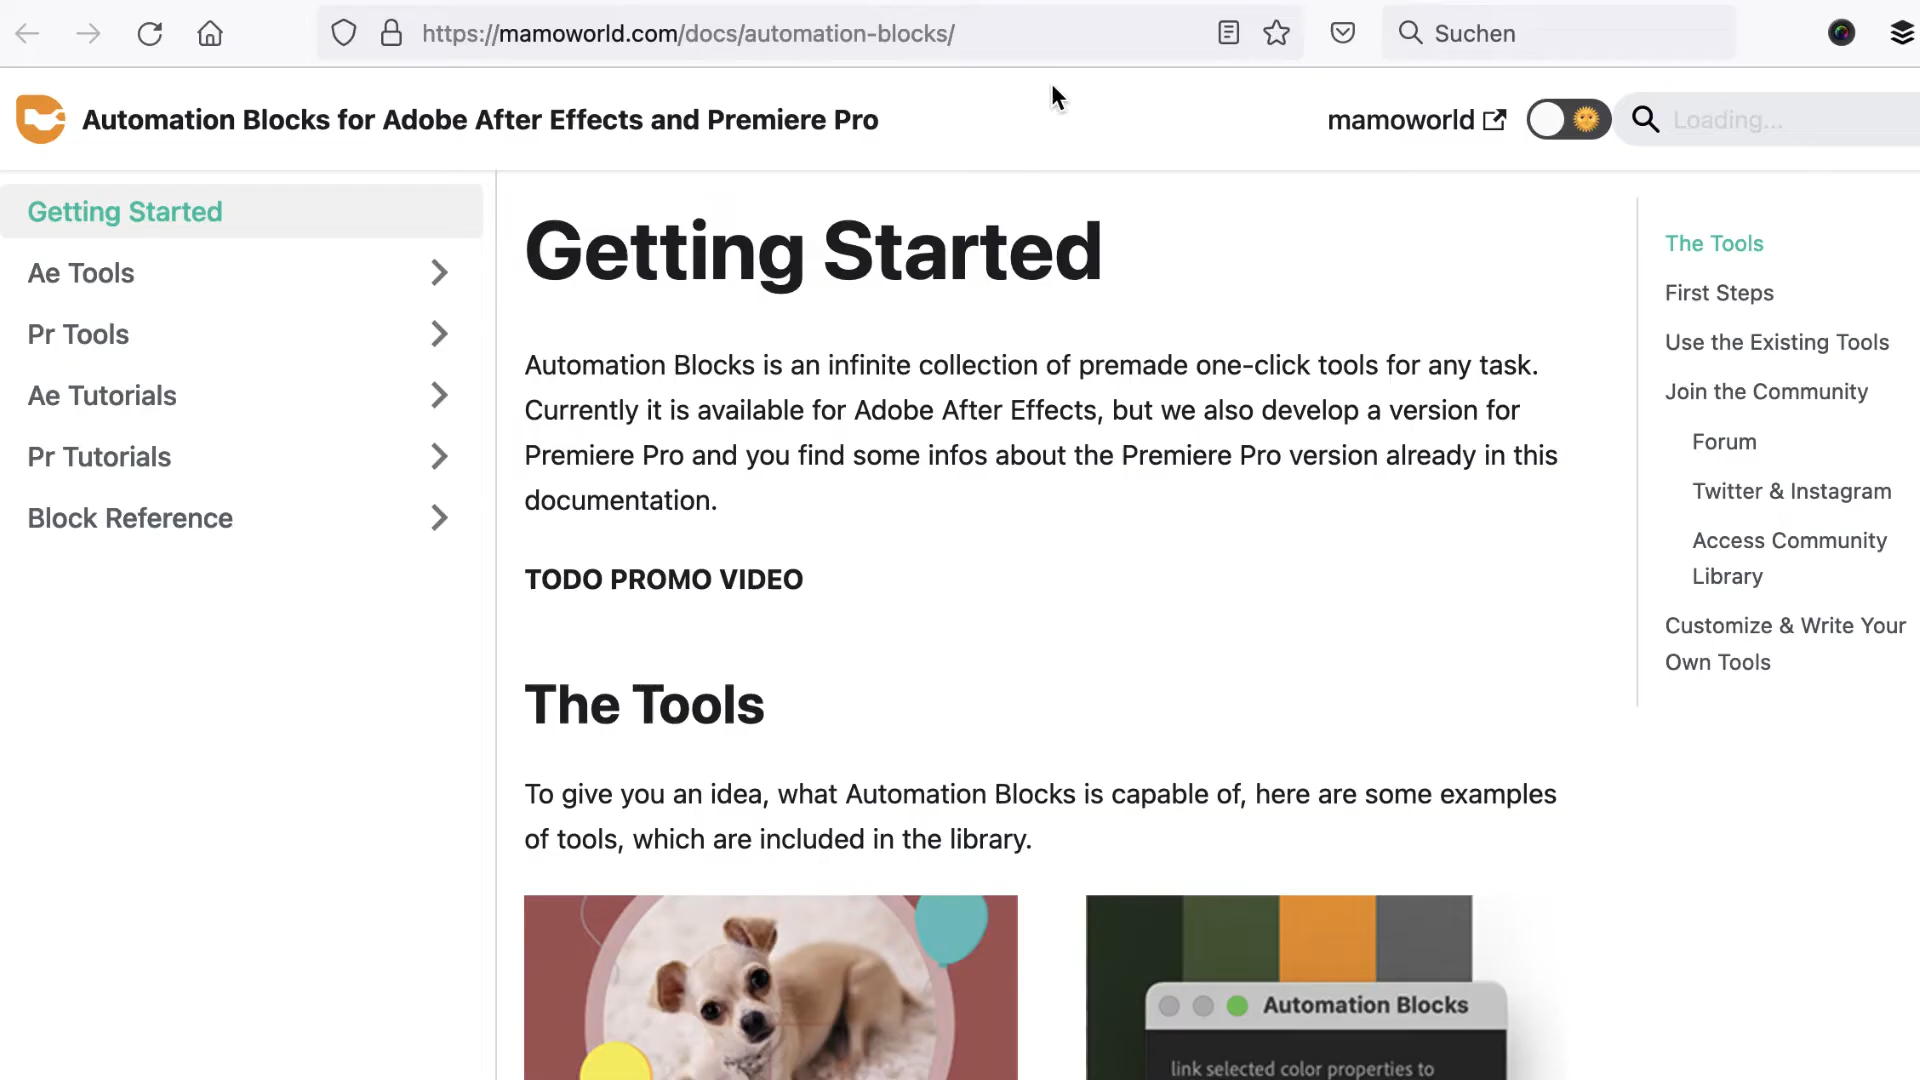 https://mamoworld.com/docs/automation-blocks/
Suchen
Automation Blocks for Adobe After Effects and Premiere Pro
mamoworld
Loading...
Getting Started
Ae Tools
Pr Tools
Ae Tutorials
Pr Tutorials
Block Reference
Getting Started
Automation Blocks is an infinite collection of premade one-click tools for any task.
Currently it is available for Adobe After Effects, but we also develop a version for
Premiere Pro and you find some infos about the Premiere Pro version already in this
documentation.
TODO PROMO VIDEO
The Tools
To give you an idea, what Automation Blocks is capable of, here are some examples
of tools, which are included in the library.
Automation Blocks
link selected color properties to
The Tools
First Steps
Use the Existing Tools
Join the Community
Forum
Twitter & Instagram
Access Community
Library
Customize & Write Your
Own Tools